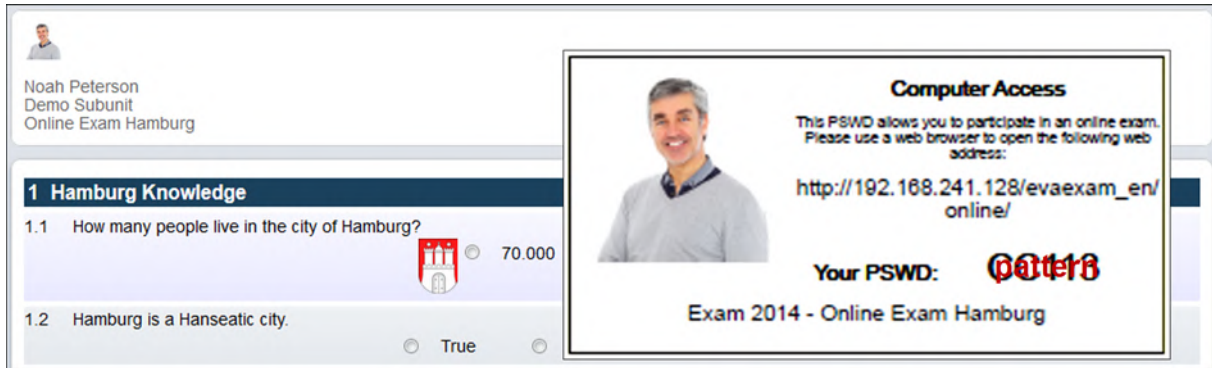 Noah Peterson
Demo Subunit
Online Exam Hamburg
1 Hamburg Knowledge
1.1 How many people live in the city of Hamburg?
70.000
1.2 Hamburg is a Hanseatic city.
True
Computer Access
This PSWD allows you to participate in an online exam.
Please use a web browser to open the following web
address:
http://192.168.241.128/evaexam_en/
online/
Your PSWD: pattern
Exam 2014 - Online Exam Hamburg